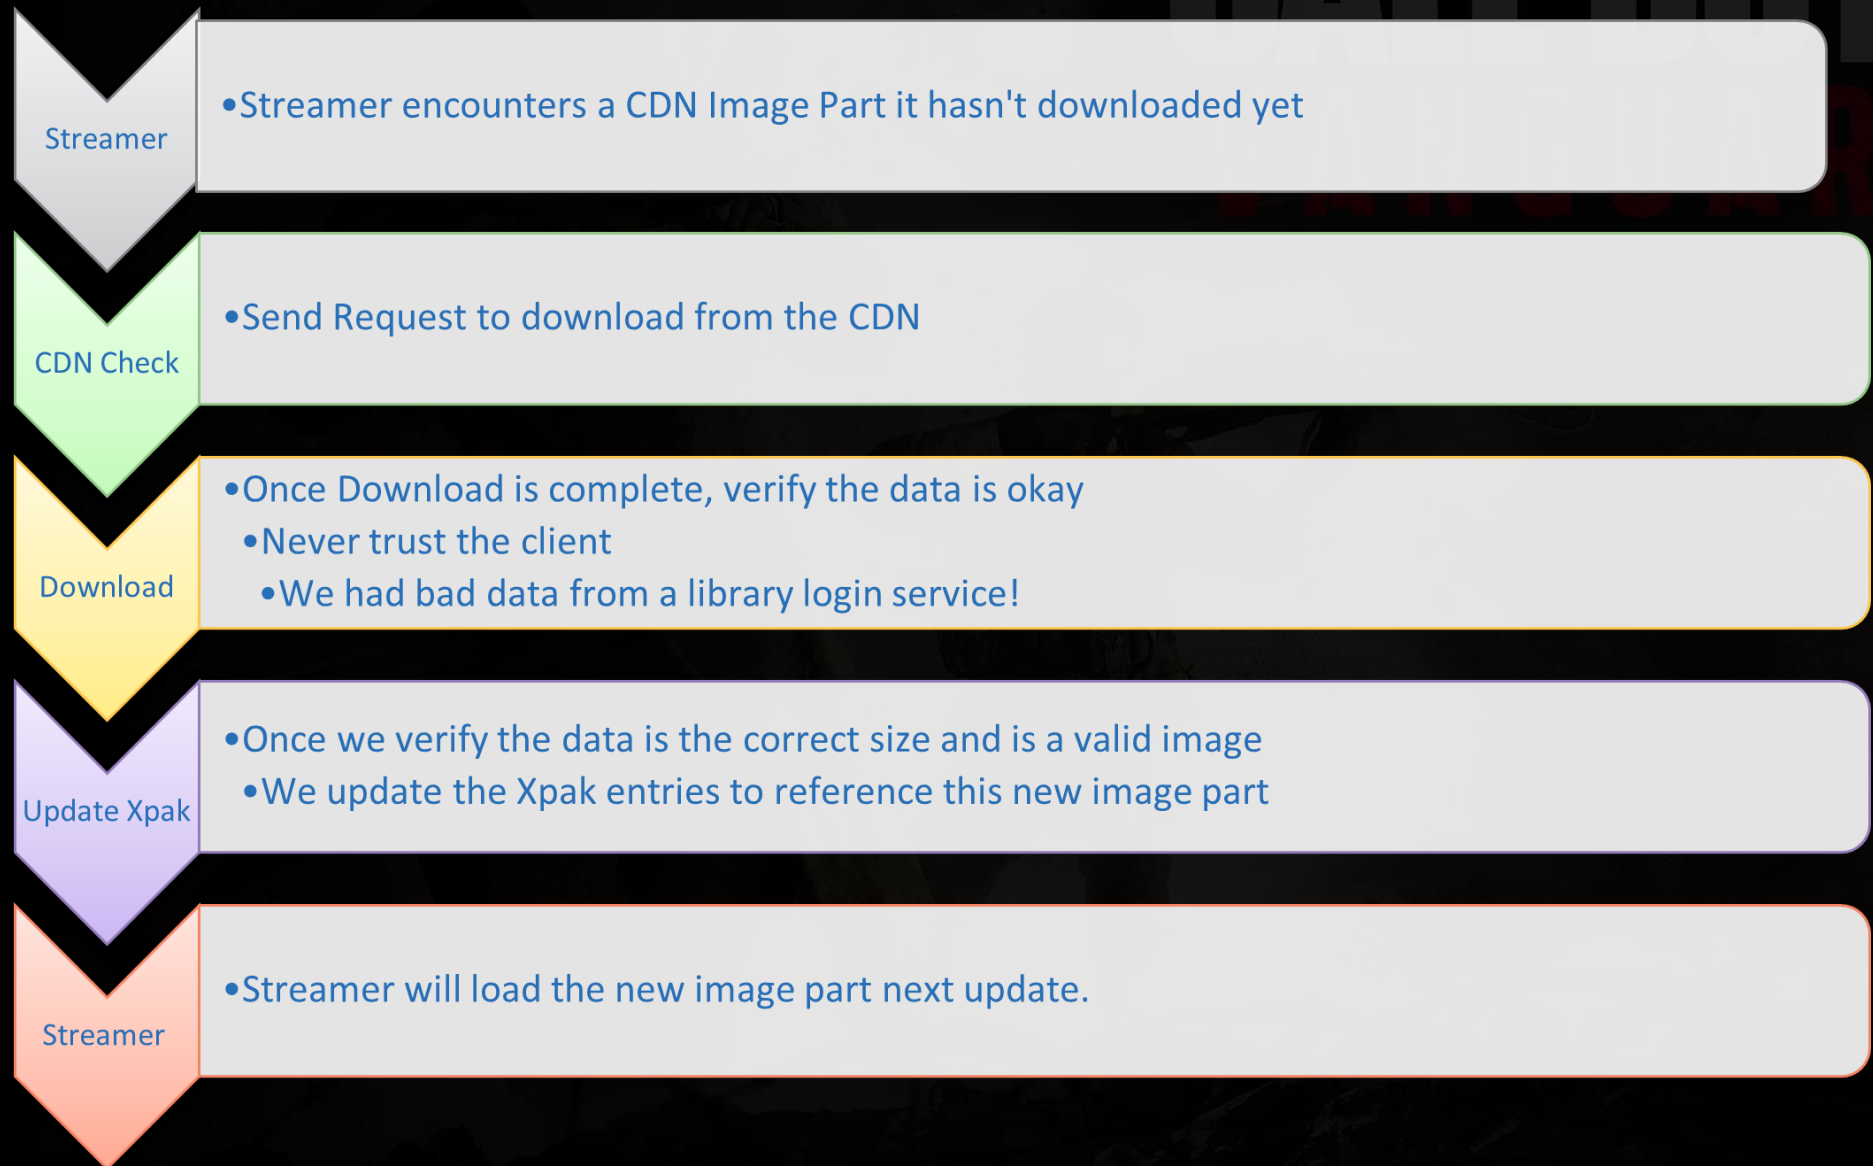 Streamer
•Streamer encounters a CDN Image Part it hasn't downloaded yet
CDN Check
•Send Request to download from the CDN
Download
•Once Download is complete, verify the data is okay
•Never trust the client
•We had bad data from a library login service!
Update Xpak
•Once we verify the data is the correct size and is a valid image
•We update the Xpak entries to reference this new image part
Streamer
•Streamer will load the new image part next update.